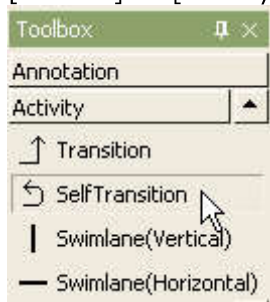 Toolbox
Annotation
Activity
Transition
SelfTransition
Swimlane(Vertical)
Swimlane(Horizontal)